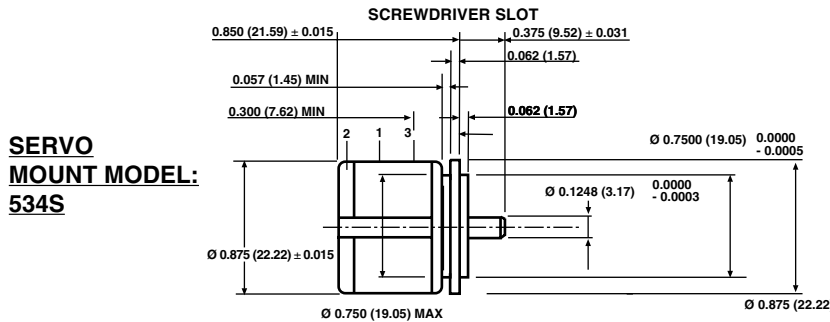 SCREWDRIVER SLOT
0.850 (21.59) ± 0.015
0.375 (9.52) ± 0.031
0.062 (1.57)
0.057 (1.45) MIN
0.300 (7.62) MIN
0.062 (1.57)
2 1 3
Ø 0.7500 (19.05) 0.0000
- 0.0005
SERVO
MOUNT MODEL:
534S
Ø 0.1248 (3.17) 0.0000
- 0.0003
Ø 0.875 (22.22) ± 0.015
Ø 0.875 (22.22
Ø 0.750 (19.05) MAX